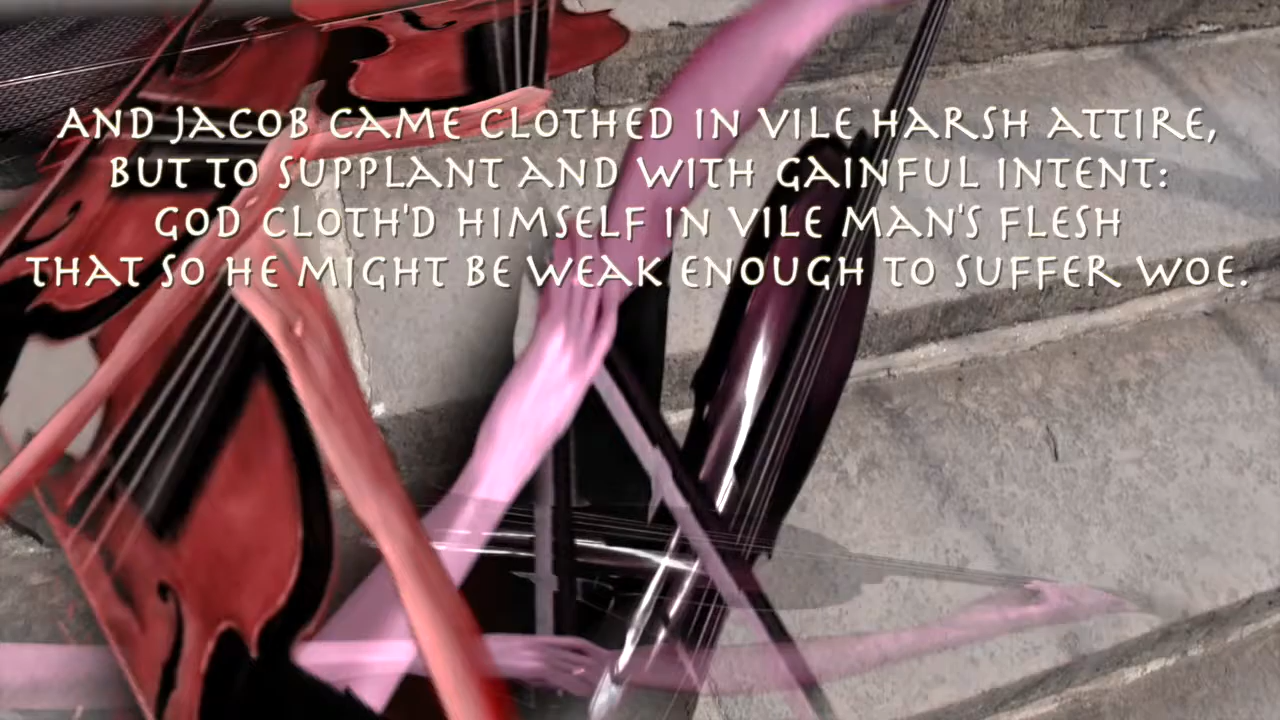 AND JACOB CAME CLOTHED IN VILE HARSH ATTIRE,
BUT TO SUPPLANT AND WITH GAINFUL INTENT:
GOD CLOTH'D HIMSELF IN VILE MAN'S FLESH
THAT SO HE MIGHT BE WEAK ENOUGH TO SUFFER WOE.